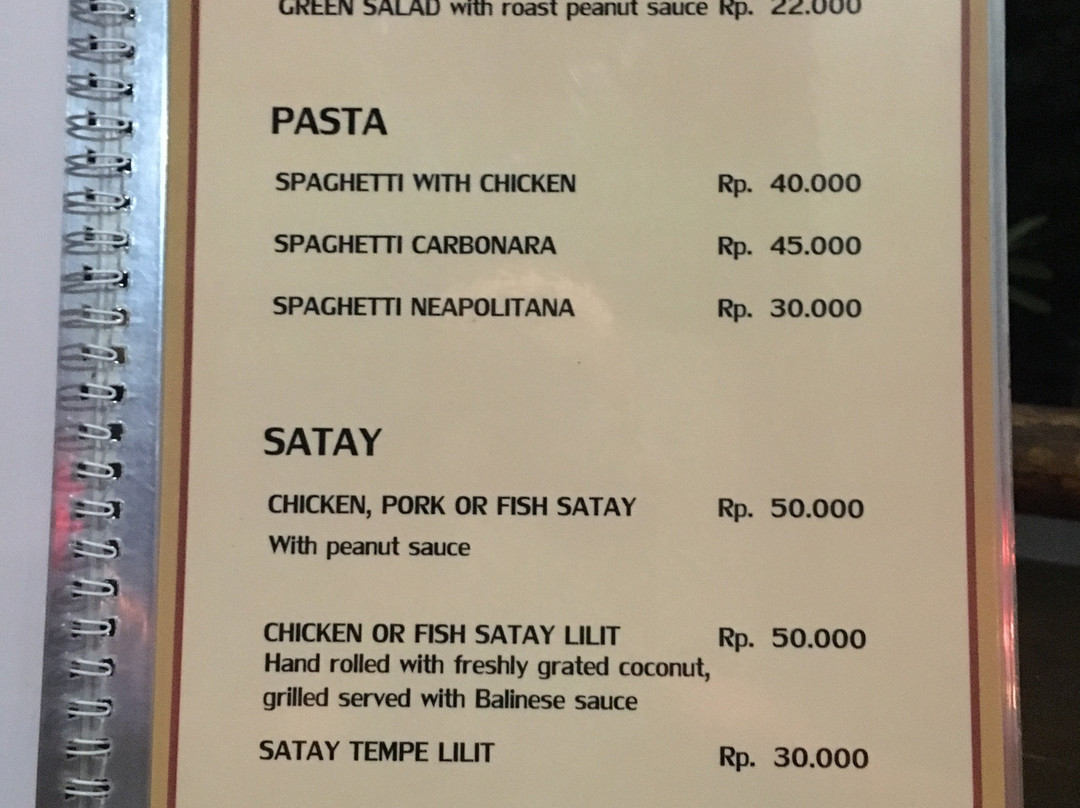 GREEN SALAD with roast peanut sauce Rp. 22.000
PASTA
SPAGHETTI WITH CHICKEN Rp. 40.000
SPAGHETTI CARBONARA Rp. 45.000
SPAGHETTI NEAPOLITANA Rp. 30.000
SATAY
CHICKEN, PORK OR FISH SATAY Rp. 50.000
With peanut sauce
CHICKEN OR FISH SATAY LILIT Rp. 50.000
Hand rolled with freshly grated coconut,
grilled served with Balinese sauce
SATAY TEMPE LILIT Rp. 30.000